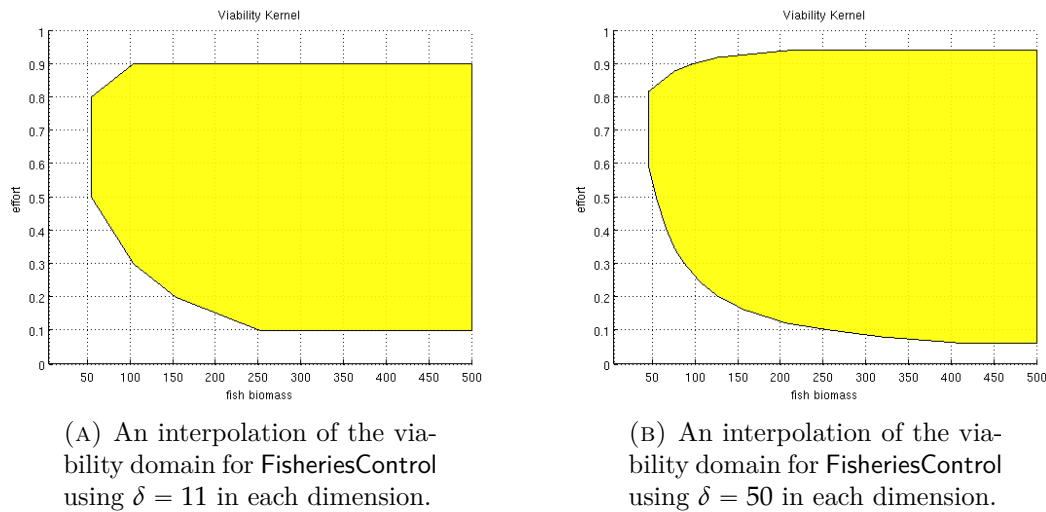 Viability Kernel
1
0.9
0.8
0.7
0.6
0.5
0.4
0.3
0.2
0.1
0
effort
50 100 150 200 250 300 350 400 450 500
fish biomass
(A) An interpolation of the via-
bility domain for FisheriesControl
using δ = 11 in each dimension.
Viability Kernel
1
0.9
0.8
0.7
0.6
0.5
0.4
0.3
0.2
0.1
0
effort
50 100 150 200 250 300 350 400 450 500
fish biomass
(B) An interpolation of the via-
bility domain for FisheriesControl
using δ = 50 in each dimension.